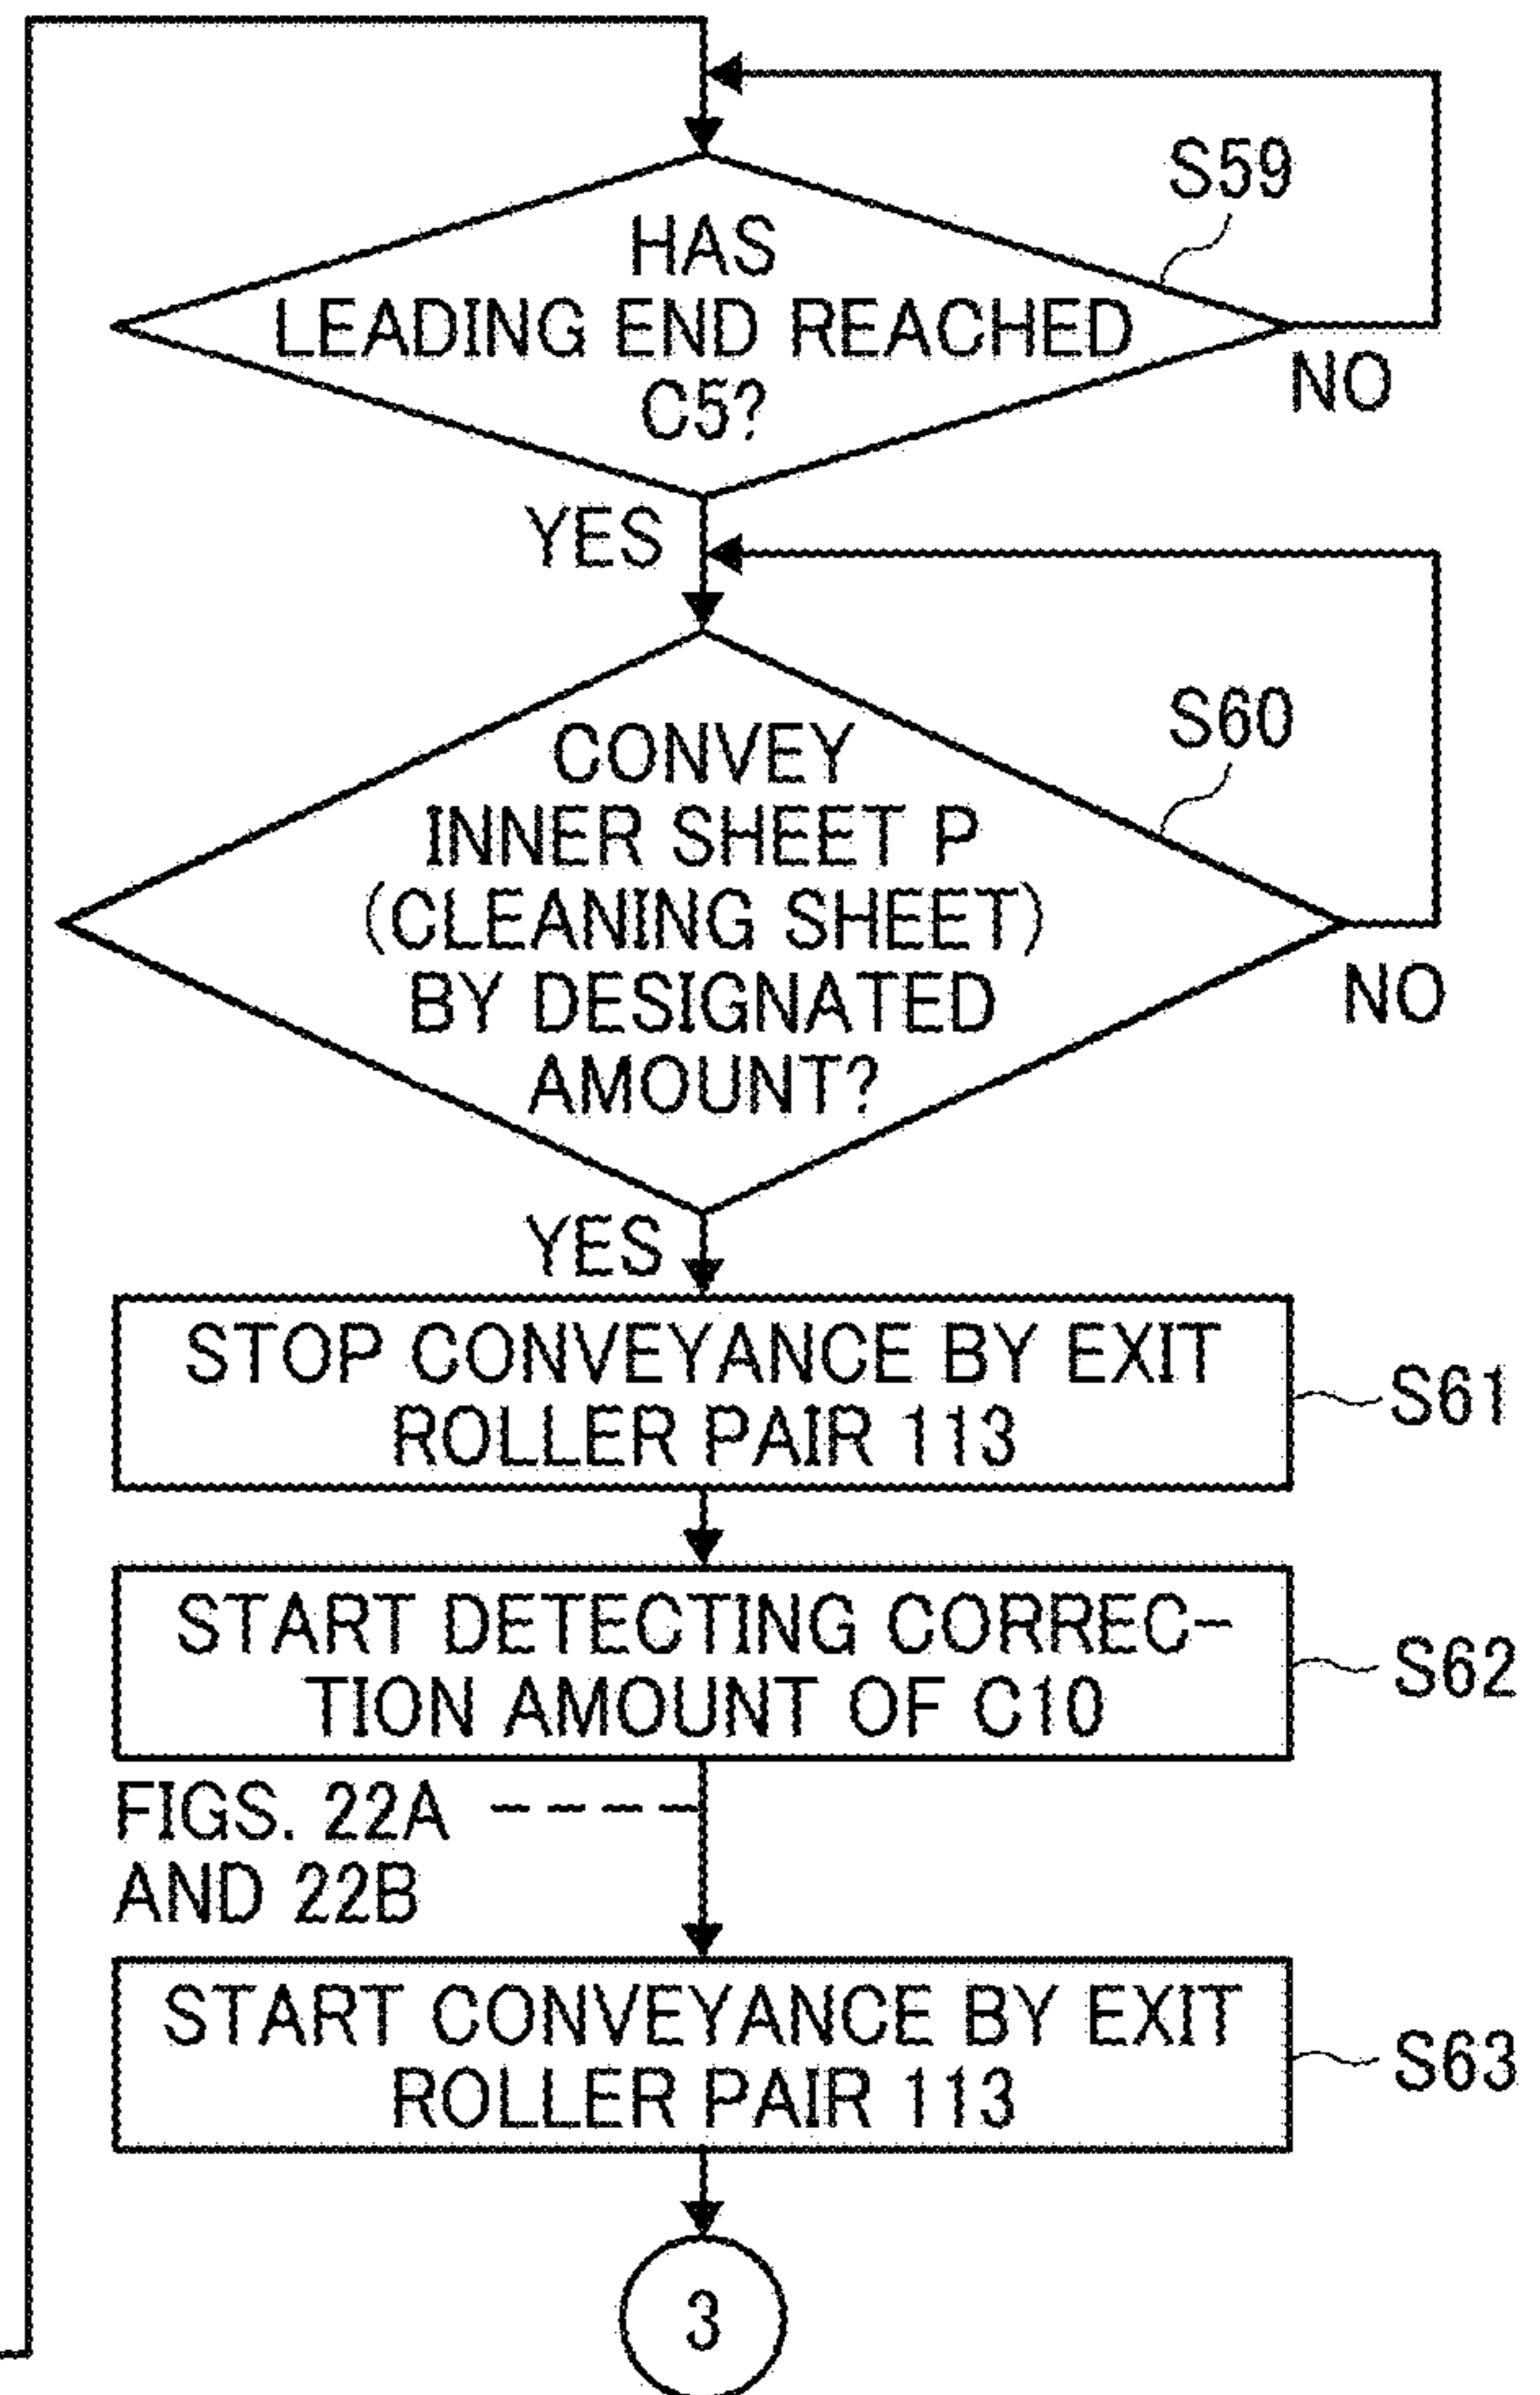 S59
HAS
LEADING END REACHED
C5?
NO
YES
S60
CONVEY
INNER SHEET P
(CLEANING SHEET)
BY DESIGNATED
AMOUNT?
NO
YES
STOP CONVEYANCE BY EXIT
ROLLER PAIR 113
S61
START DETECTING CORREC-
TION AMOUNT OF C10
S62
FIGS. 22A
AND 22B
START CONVEYANCE BY EXIT
ROLLER PAIR 113
S63
3